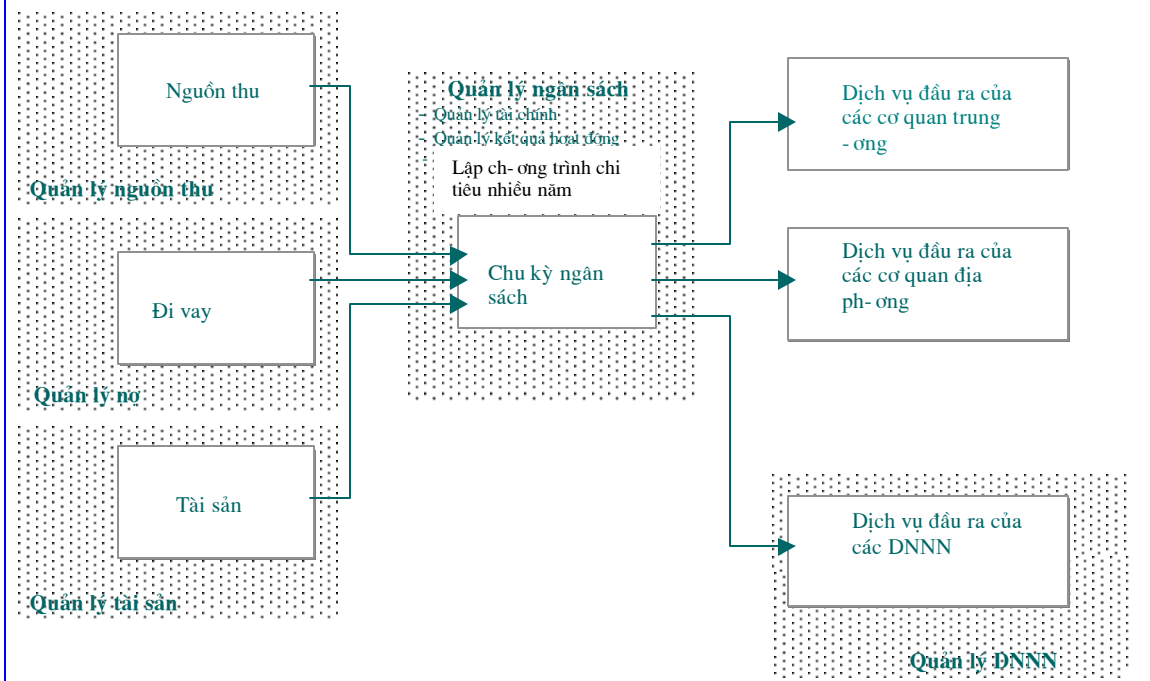 Nguồn thu
Quản lý nguồn thu
Đi vay
Quản lý nợ
Tài sản
Quản lý tài sản
Quản lý ngân sách
- Quản lý tài chính
- Quản lý kết quả hoạt động
-
Lập ch- ơng trình chi
tiêu nhiều năm
Chu kỳ ngân
sách
Dịch vụ đầu ra của
các cơ quan trung
- ơng
Dịch vụ đầu ra của
các cơ quan địa
ph- ơng
Dịch vụ đầu ra của
các DNNN
Quản lý DNNN